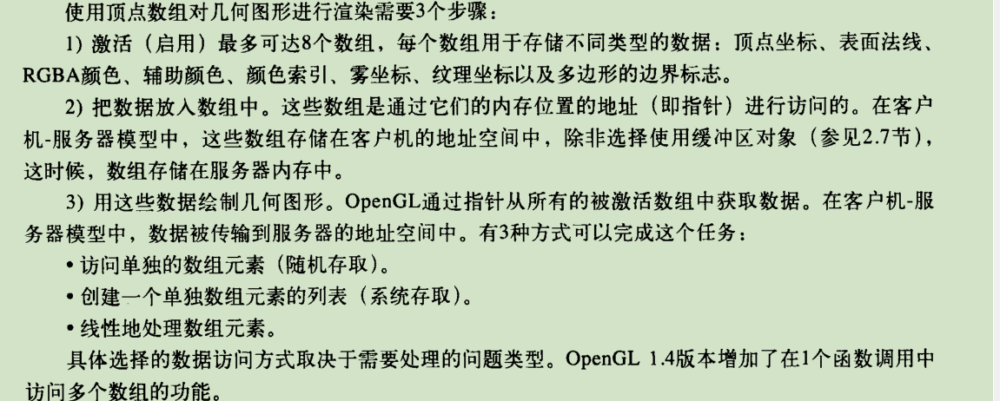 使用顶点数组对几何图形进行渲染需要3个步骤：
1) 激活（启用）最多可达8个数组，每个数组用于存储不同类型的数据：顶点坐标、表面法线、
RGBA颜色、辅助颜色、颜色索引、雾坐标、纹理坐标以及多边形的边界标志。
2) 把数据放入数组中。这些数组是通过它们的内存位置的地址（即指针）进行访问的。在客户
机-服务器模型中，这些数组存储在客户机的地址空间中，除非选择使用缓冲区对象（参见2.7节），
这时候，数组存储在服务器内存中。
3) 用这些数据绘制几何图形。OpenGL通过指针从所有的被激活数组中获取数据。在客户机-服
务器模型中，数据被传输到服务器的地址空间中。有3种方式可以完成这个任务：
• 访问单独的数组元素（随机存取）。
• 创建一个单独数组元素的列表（系统存取）。
• 线性地处理数组元素。
具体选择的数据访问方式取决于需要处理的问题类型。OpenGL 1.4版本增加了在1个函数调用中
访问多个数组的功能。